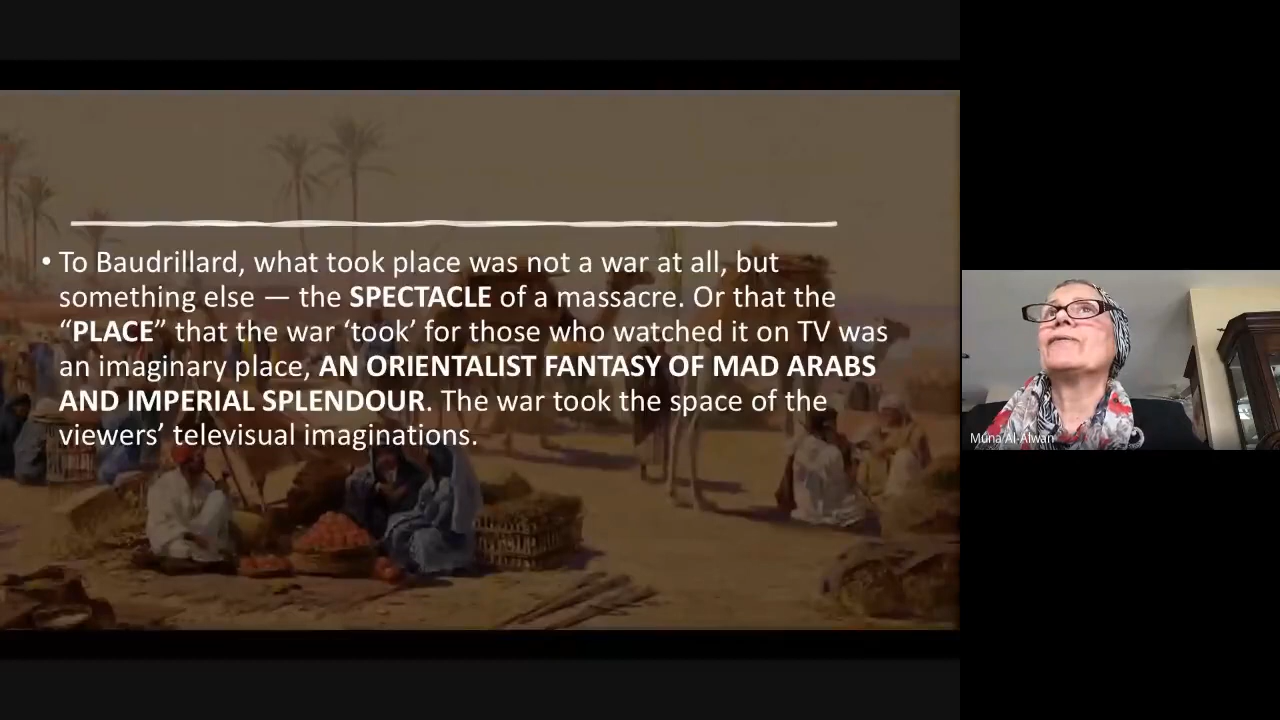 • To Baudrillard, what took place was not a war at all, but
something else — the SPECTACLE of a massacre. Or that the
“PLACE” that the war ‘took’ for those who watched it on TV was
an imaginary place, AN ORIENTALIST FANTASY OF MAD ARABS
AND IMPERIAL SPLENDOUR. The war took the space of the
viewers’ televisual imaginations.
Muna Al-Alwan